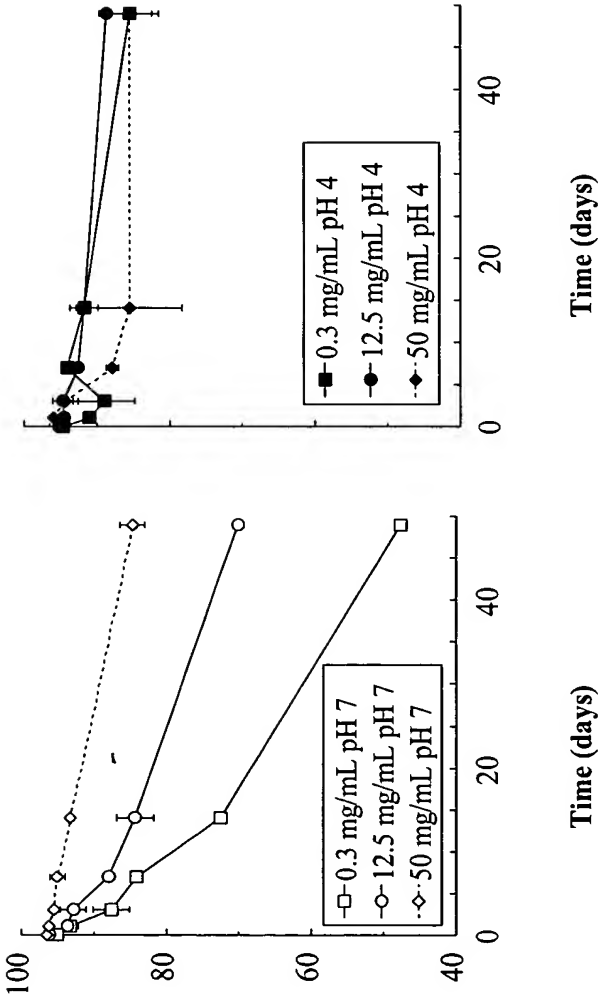 100
80
60
40
0
20
40
Time (days)
0.3 mg/mL pH 7
12.5 mg/mL pH 7
50 mg/mL pH 7
0
20
40
Time (days)
0.3 mg/mL pH 4
12.5 mg/mL pH 4
50 mg/mL pH 4